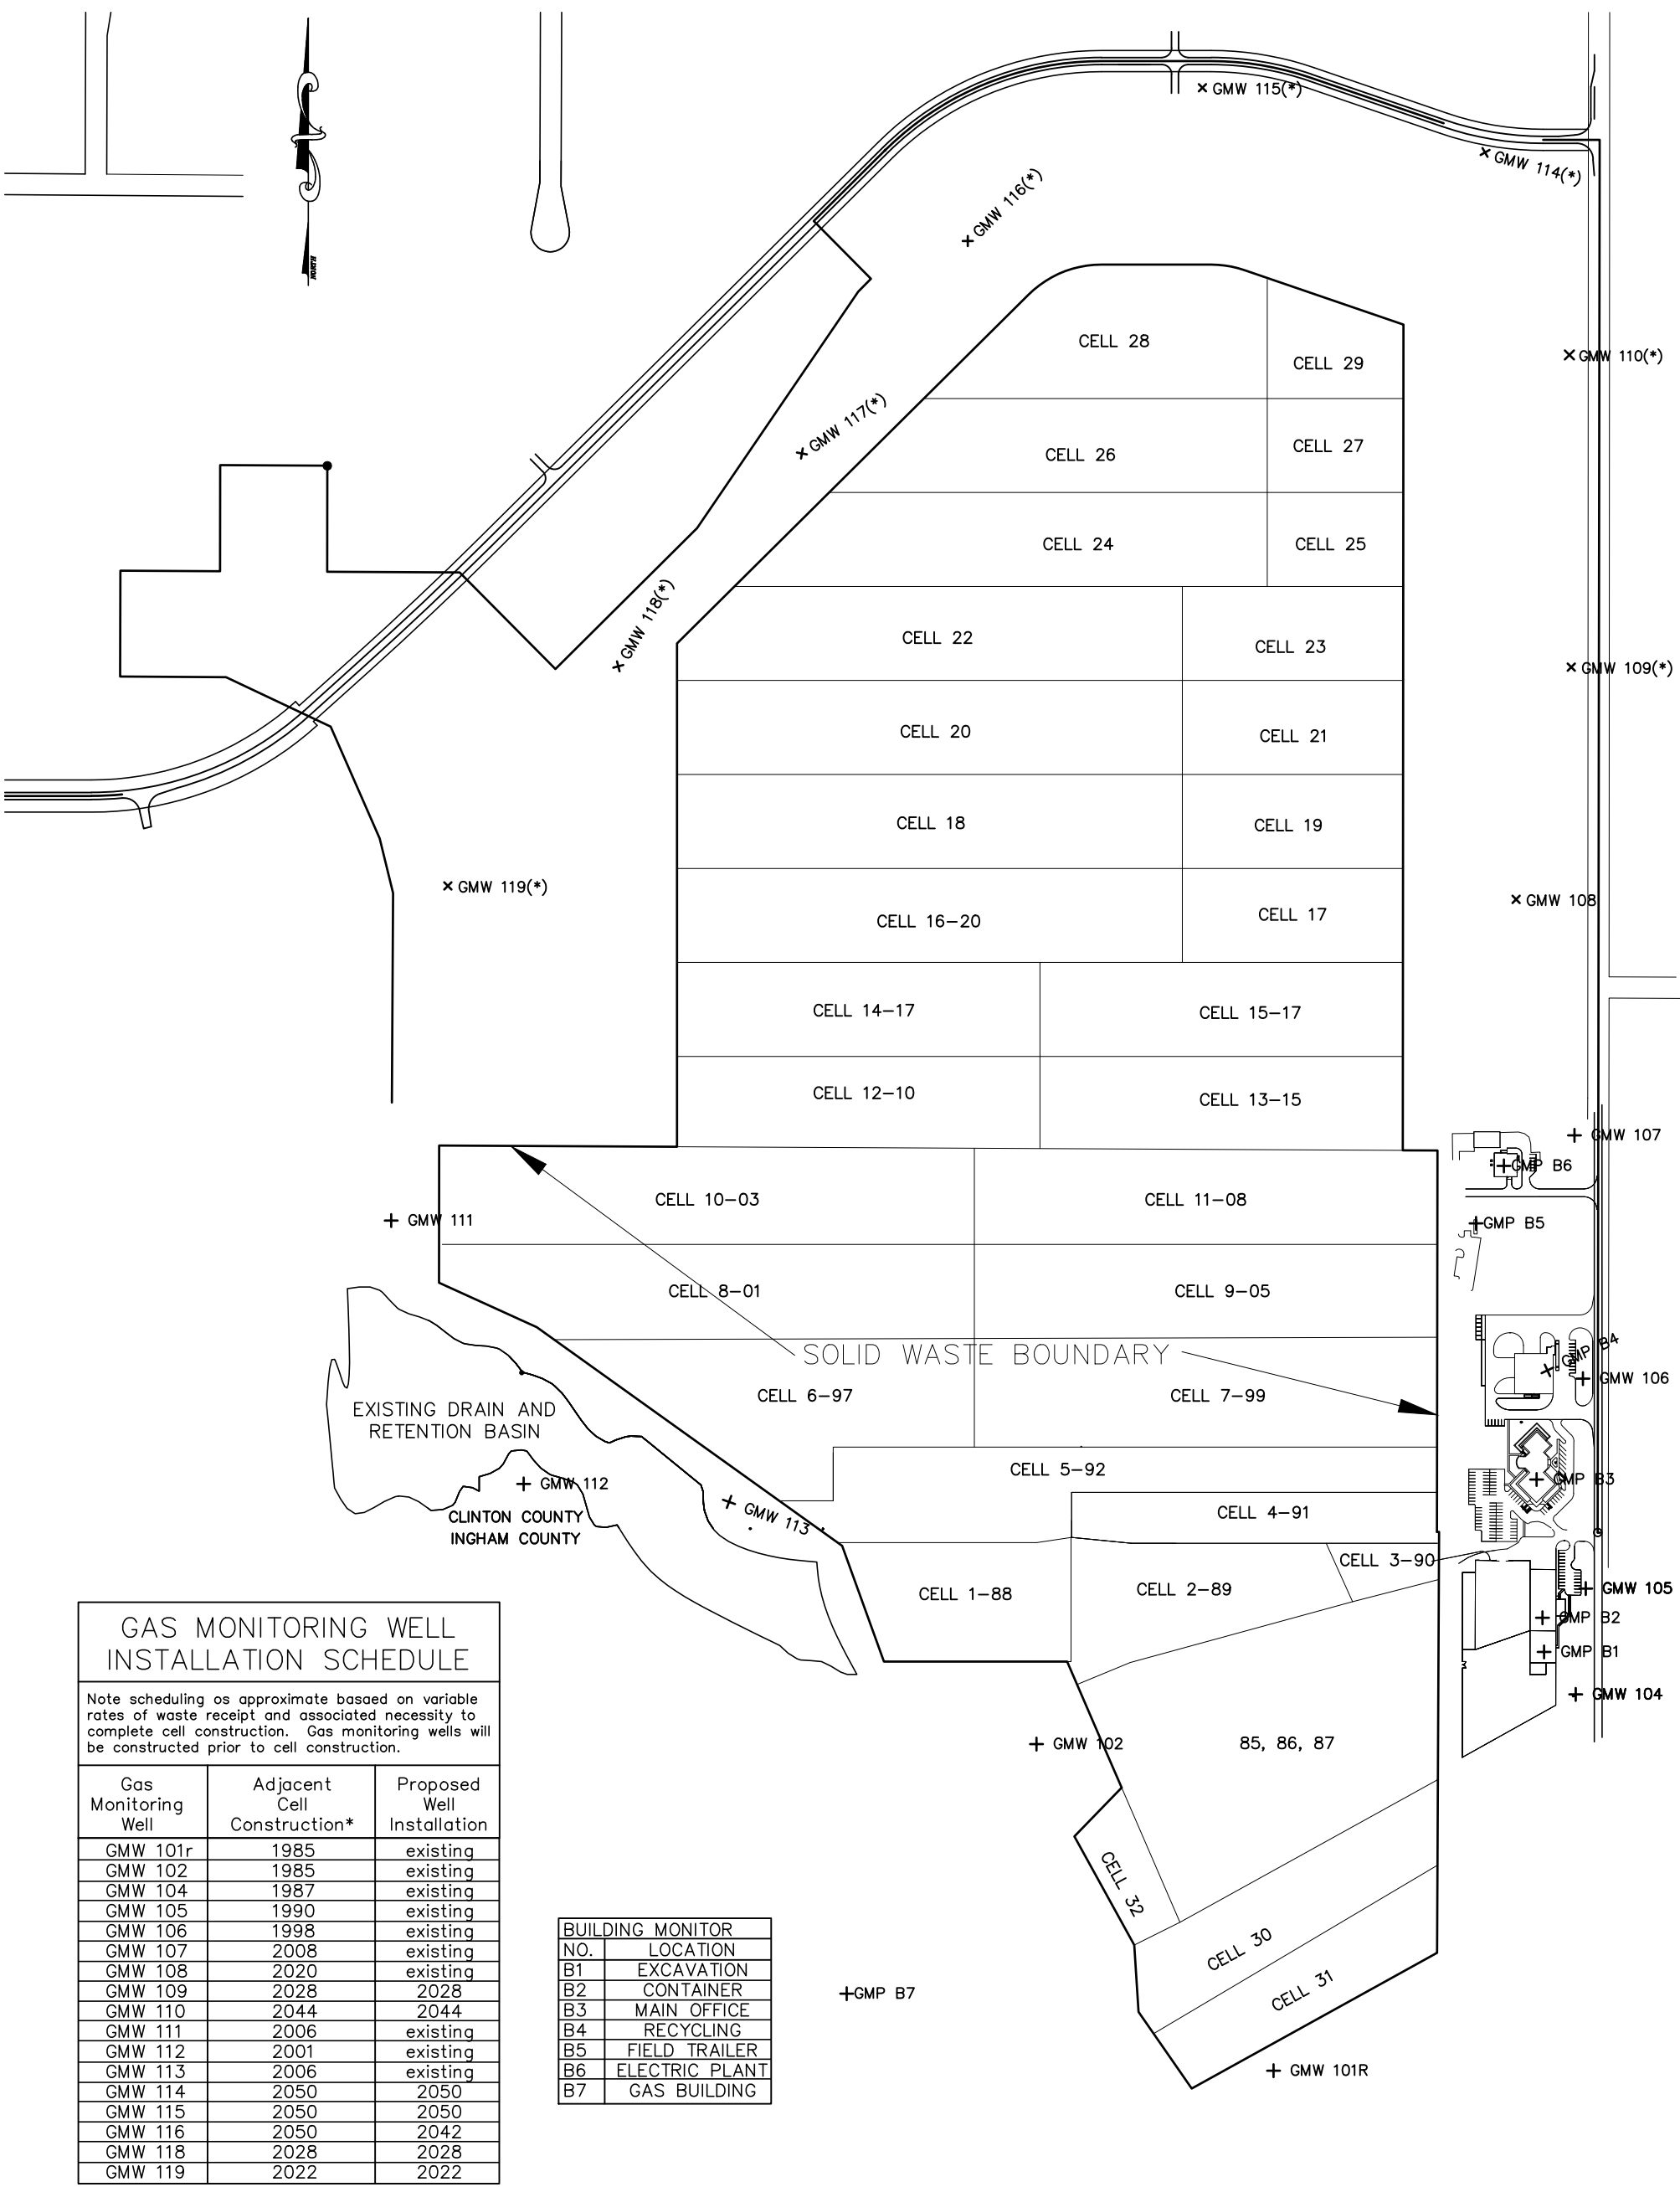 GMW 115(*)
GMW 114(*)
GMW 116(*)
NORTH
CELL 28
CELL 29
GMW 110(*)
GMW 117(*)
CELL 26
CELL 27
CELL 24
CELL 25
GMW 118(*)
CELL 22
CELL 23
GMW 109(*)
CELL 20
CELL 21
CELL 18
CELL 19
GMW 119(*)
GMW 108
CELL 16-20
CELL 17
CELL 14-17
CELL 15-17
CELL 12-10
CELL 13-15
GMW 107
GMP B6
CELL 10-03
CELL 11-08
GMW 111
GMP B5
CELL 8-01
CELL 9-05
SOLID WASTE BOUNDARY
GMP B4
GMW 106
CELL 6-97
CELL 7-99
EXISTING DRAIN AND
RETENTION BASIN
CELL 5-92
GMP B3
GMW 112
GMW 113
CELL 4-91
CLINTON COUNTY
INGHAM COUNTY
CELL 3-90
CELL 1-88
CELL 2-89
GMW 105
GMP B2
GMP B1
GMW 104
GMW 102
85, 86, 87
CELL 32
CELL 30
CELL 31
GMP B7
GMW 101R
GAS MONITORING WELL
INSTALLATION SCHEDULE
Note scheduling os approximate basaed on variable
rates of waste receipt and associated necessity to
complete cell construction. Gas monitoring wells will
be constructed prior to cell construction.
Gas Monitoring Well Adjacent Cell Construction* Proposed Well Installation
GMW 101r 1985 existing
GMW 102 1985 existing
GMW 104 1987 existing
GMW 105 1990 existing
GMW 106 1998 existing
GMW 107 2008 existing
GMW 108 2020 existing
GMW 109 2028 2028
GMW 110 2044 2044
GMW 111 2006 existing
GMW 112 2001 existing
GMW 113 2006 existing
GMW 114 2050 2050
GMW 115 2050 2050
GMW 116 2050 2042
GMW 118 2028 2028
GMW 119 2022 2022
BUILDING MONITOR
NO. LOCATION
B1 EXCAVATION
B2 CONTAINER
B3 MAIN OFFICE
B4 RECYCLING
B5 FIELD TRAILER
B6 ELECTRIC PLANT
B7 GAS BUILDING